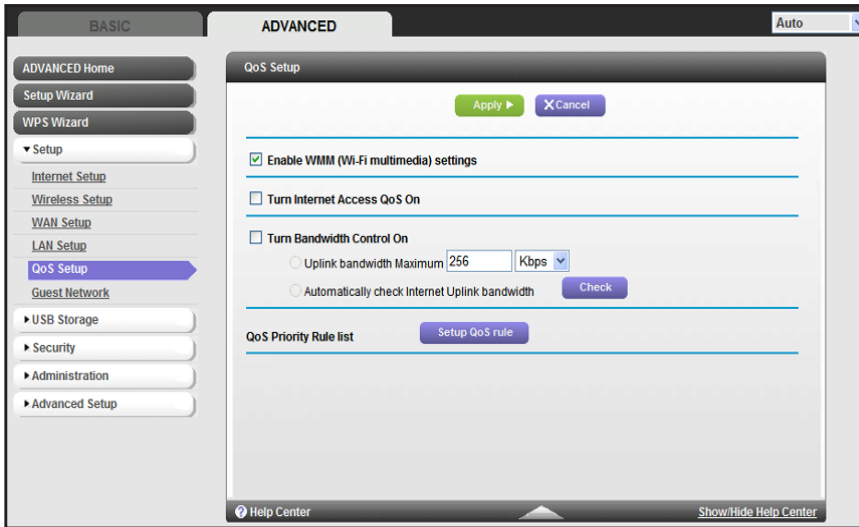 BASIC
ADVANCED
Auto
ADVANCED Home
Setup Wizard
WPS Wizard
Setup
Internet Setup
Wireless Setup
WAN Setup
LAN Setup
QoS Setup
Guest Network
USB Storage
Security
Administration
Advanced Setup
QoS Setup
Apply
X Cancel
Enable WMM (Wi-Fi multimedia) settings
Turn Internet Access QoS On
Turn Bandwidth Control On
Uplink bandwidth Maximum 256 Kbps
Automatically check Internet Uplink bandwidth Check
QoS Priority Rule list Setup QoS rule
? Help Center Show/Hide Help Center